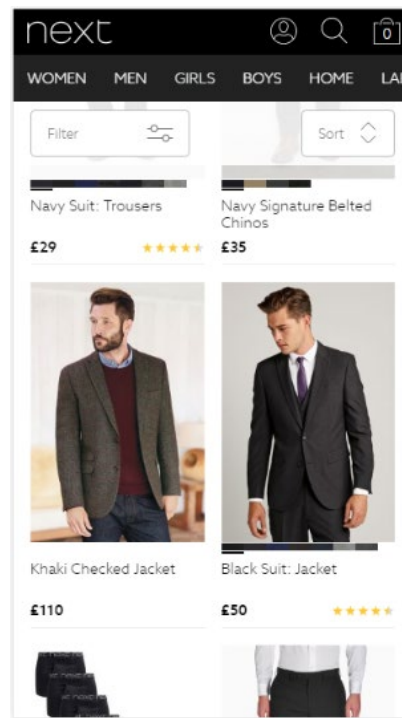 next
0
WOMEN MEN GIRLS BOYS HOME LA
Filter
Sort
Navy Suit: Trousers
£29
Navy Signature Belted
Chinos
£35
Khaki Checked Jacket
£110
Black Suit: Jacket
£50